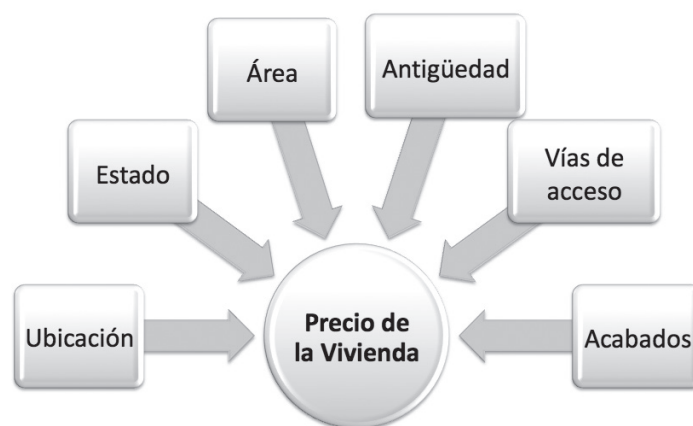 Área
Antigüedad
Estado
Vías de
acceso
Ubicación
Precio de
la Vivienda
Acabados